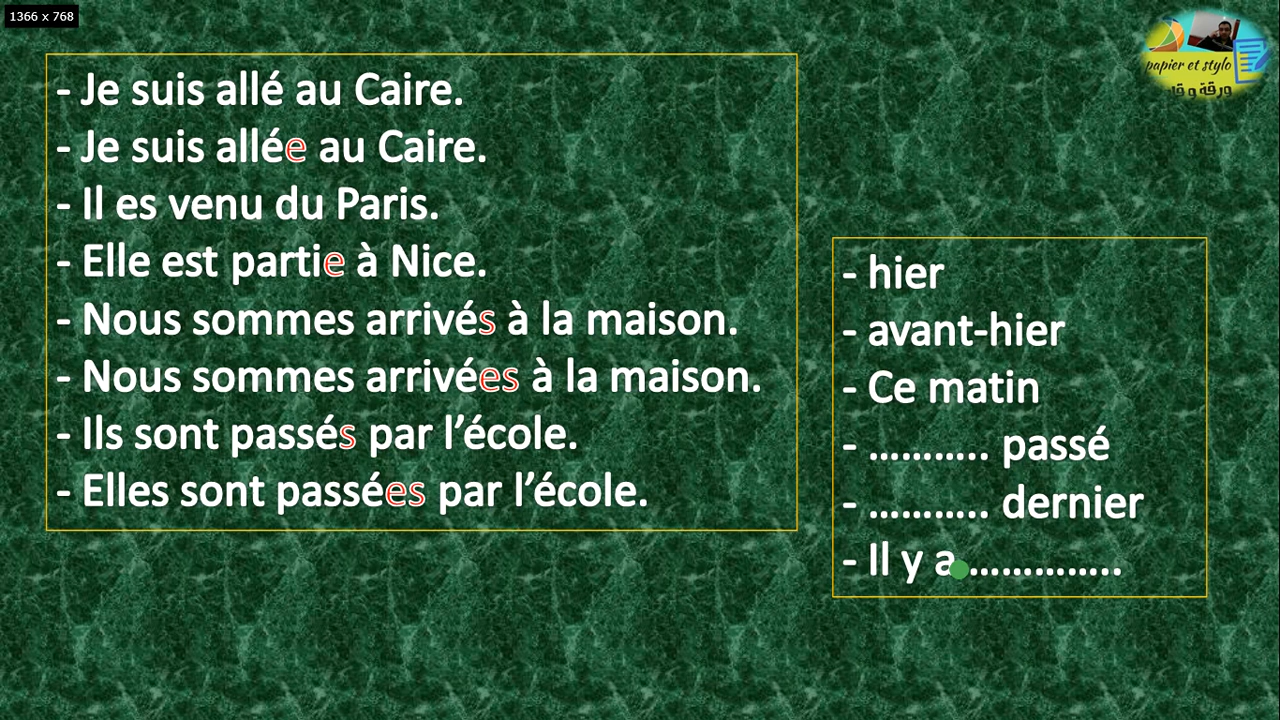 1366 x 768
papier et stylo
ورقة و
- Je suis allé au Caire.
- Je suis allée au Caire.
- Il es venu du Paris.
- Elle est partie à Nice.
- Nous sommes arrivés à la maison.
- Nous sommes arrivées à la maison.
- Ils sont passés par l’école.
- Elles sont passées par l’école.
- hier
- avant-hier
- Ce matin
- ……….. passé
- ……….. dernier
- Il y a …………..